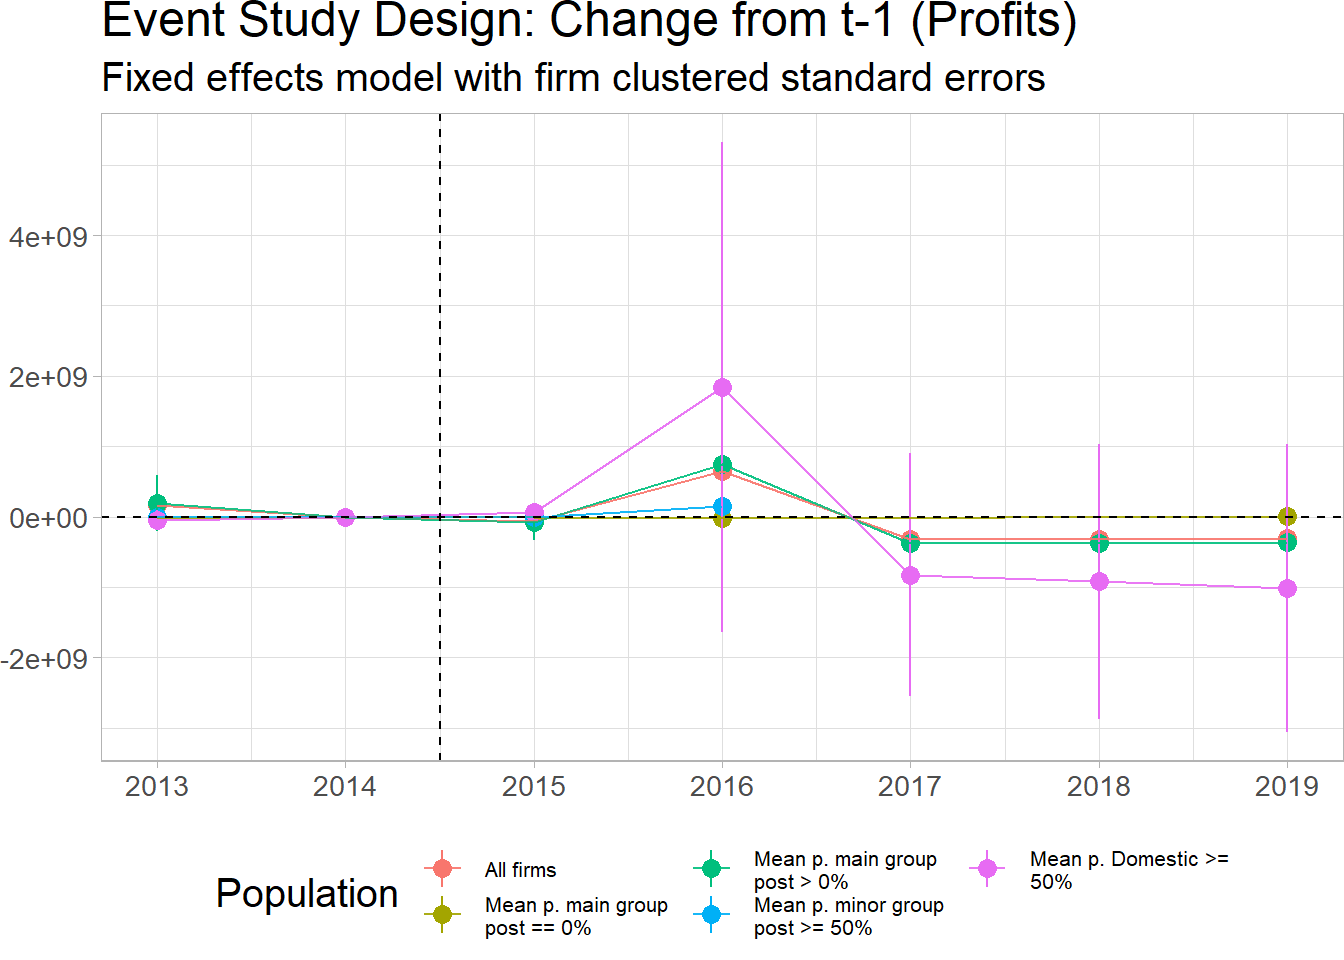 Event Study Design: Change from t-1 (Profits)
Fixed effects model with firm clustered standard errors
4e+09
2e+09
0e+00
-2e+09
2013 2014 2015 2016 2017 2018 2019
Population
All firms
Mean p. main group
post == 0%
Mean p. main group
post > 0%
Mean p. minor group
post >= 50%
Mean p. Domestic >=
50%